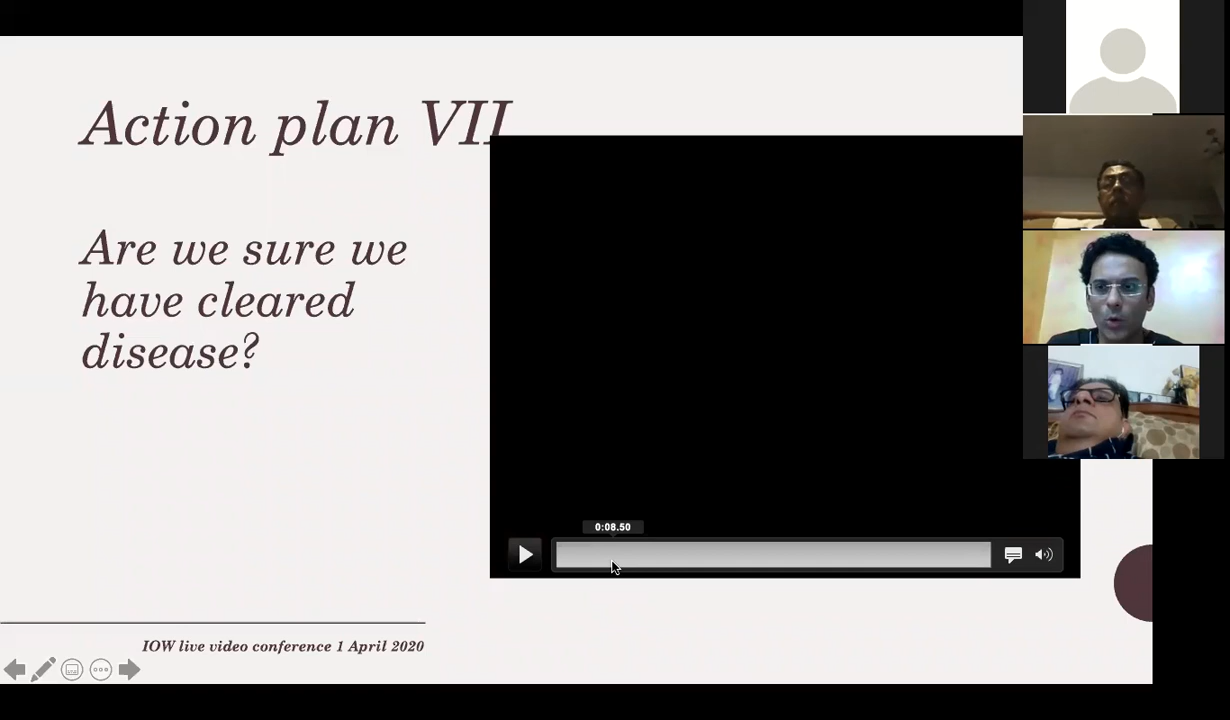 Action plan VII
Are we sure we
have cleared
disease?
0:08.50
IOW live video conference 1 April 2020